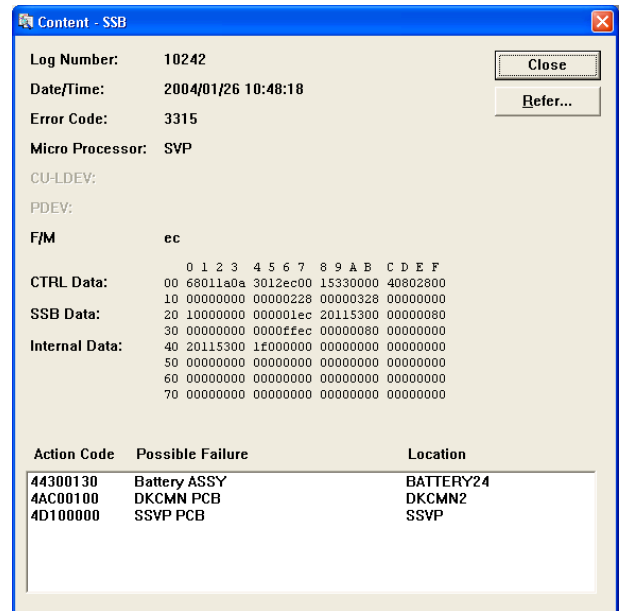 Content - SSB
Log Number: 10242
Close
Date/Time: 2004/01/26 10:48:18
Refer...
Error Code: 3315
Micro Processor: SVP
CU-LDEV:
PDEV:
F/M ec
0 1 2 3 4 5 6 7 8 9 A B C D E F
CTRL Data: 00 68011a0a 3012ec00 15330000 40802800
10 00000000 00000228 00000328 00000000
SSB Data: 20 10000000 000001ec 20115300 00000080
30 00000000 0000ffec 00000080 00000000
Internal Data: 40 20115300 1f000000 00000000 00000000
50 00000000 00000000 00000000 00000000
60 00000000 00000000 00000000 00000000
70 00000000 00000000 00000000 00000000
Action Code Possible Failure Location
44300130 Battery ASSY BATTERY24
4AC00100 DKCMN PCB DKCMN2
4D100000 SSVP PCB SSVP